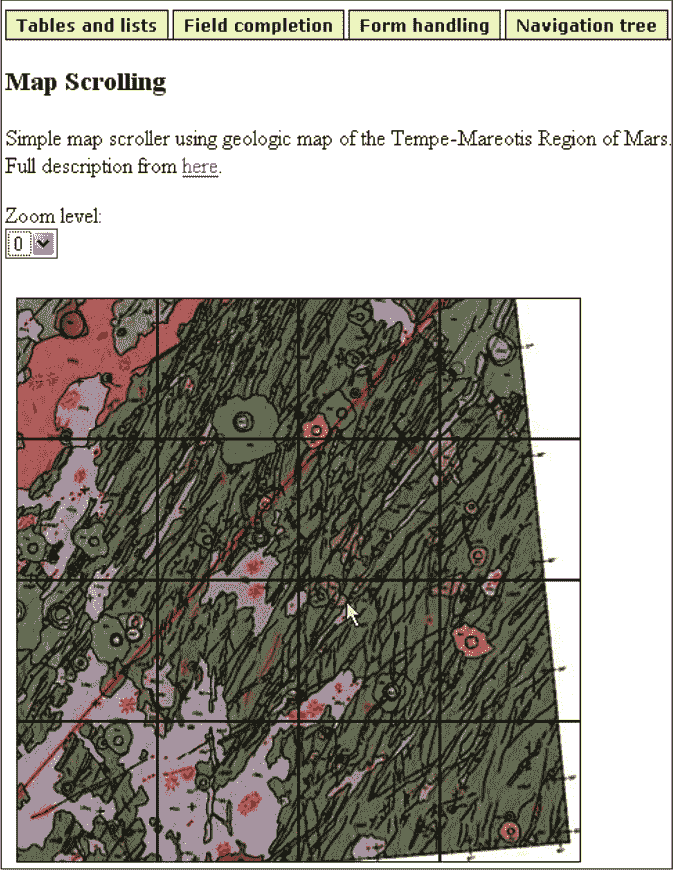 Tables and lists Field completion Form handling Navigation tree
Map Scrolling
Simple map scroller using geologic map of the Tempe-Mareotis Region of Mars.
Full description from here.
Zoom level:
0